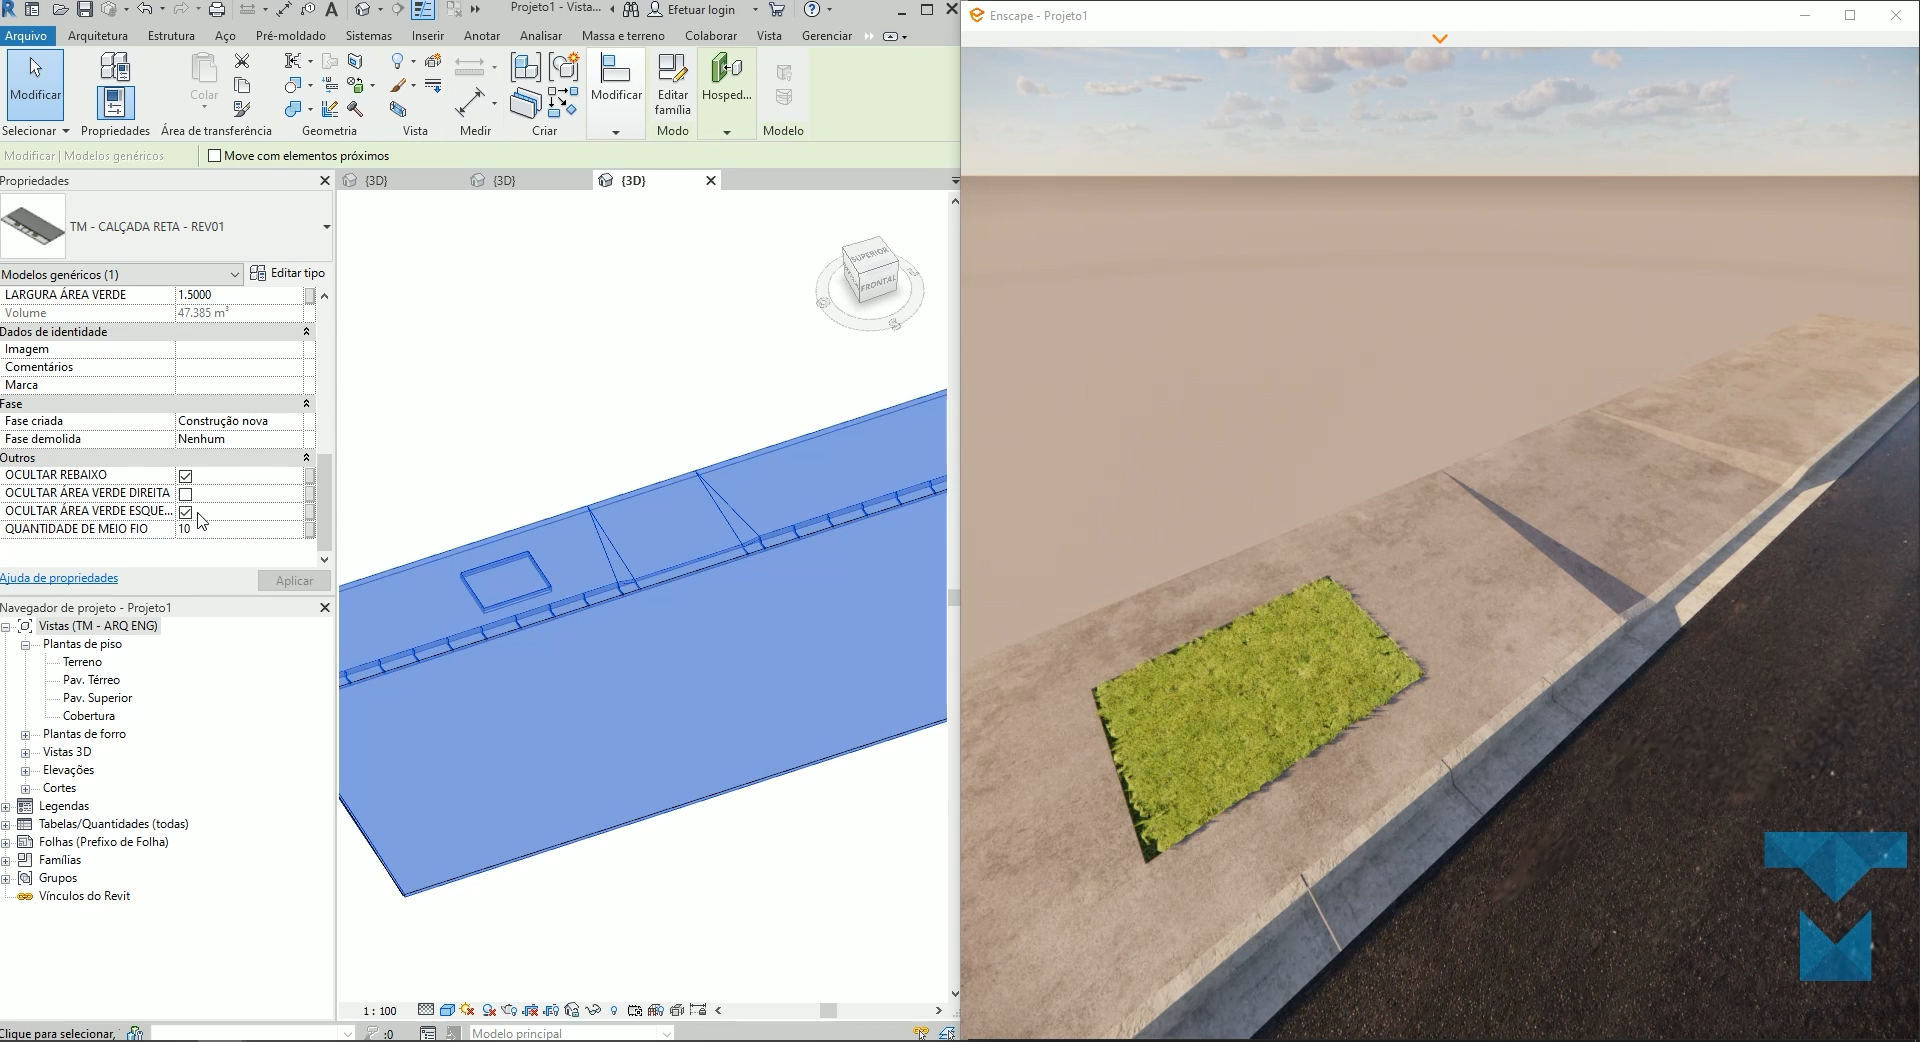 Projeto1 - Vista...
Efetuar login
Arquivo
Arquitetura
Estrutura
Aço
Pré-moldado
Sistemas
Inserir
Anotar
Analisar
Massa e terreno
Colaborar
Vista
Gerenciar
Modificar
Colar
Modificar
Editar
família
Hosped...
Selecionar
Propriedades
Área de transferência
Geometria
Vista
Medir
Criar
Modo
Modelo
Modificar | Modelos genéricos
Move com elementos próximos
Propriedades
{3D}
{3D}
{3D}
TM - CALÇADA RETA - REV01
Modelos genéricos (1)
Editar tipo
LARGURA ÁREA VERDE 1.5000
Volume 47.385 m³
Dados de identidade
Imagem
Comentários
Marca
Fase
Fase criada Construção nova
Fase demolida Nenhum
Outros
OCULTAR REBAIXO
OCULTAR ÁREA VERDE DIREITA
OCULTAR ÁREA VERDE ESQUE...
QUANTIDADE DE MEIO FIO 10
Ajuda de propriedades
Aplicar
Navegador de projeto - Projeto1
Vistas (TM - ARQ ENG)
Plantas de piso
Terreno
Pav. Térreo
Pav. Superior
Cobertura
Plantas de forro
Vistas 3D
Elevações
Cortes
Legendas
Tabelas/Quantidades (todas)
Folhas (Prefixo de Folha)
Famílias
Grupos
Vínculos do Revit
SUPERIOR
FRONTAL
1 : 100
Clique para selecionar,
:0
Modelo principal
Enscape - Projeto1